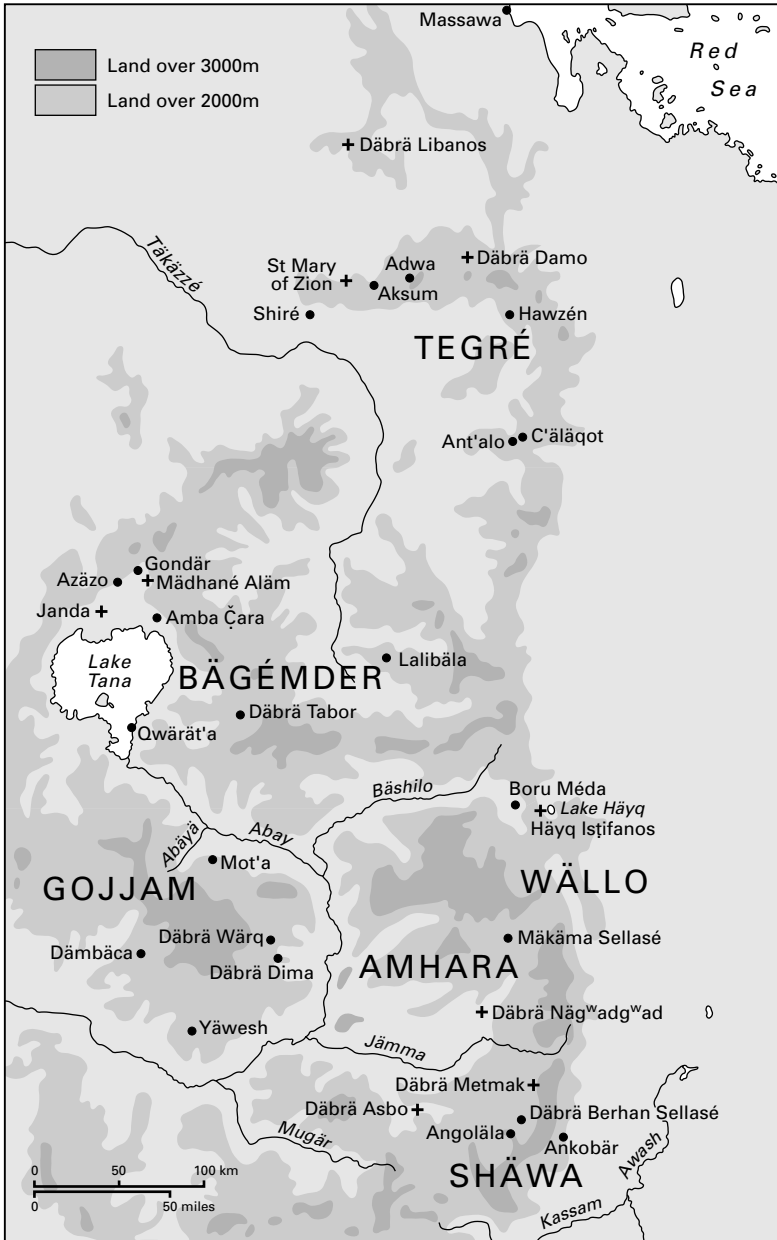 Massawa
Red
Sea
Land over 3000m
Land over 2000m
Däbrä Libanos
Täkäzzé
St Mary
of Zion
Adwa
Aksum
Däbrä Damo
Shiré
Hawzén
TEGRÉ
Ant'alo
C'äläqot
Gondär
Azäzo
Mädhané Aläm
Janda
Amba Č̣ara
Lake
Tana
BÄGÉMDER
Lalibäla
Däbrä Tabor
Qwärät'a
Bäshilo
Boru Méda
Lake Häyq
Häyq Isṭifanos
Abäyä
Abay
Mot'a
GOJJAM
WÄLLO
Däbrä Wärq
Dämbäca
Däbrä Dima
Mäkäma Sellasé
AMHARA
Yäwesh
Däbrä Nägʷadgʷad
Jämma
Däbrä Metmak
Däbrä Asbo
Däbrä Berhan Sellasé
Mugär
Angoläla
Ankobär
Awash
SHÄWA
Kassam
0 50 100 km
0 50 miles